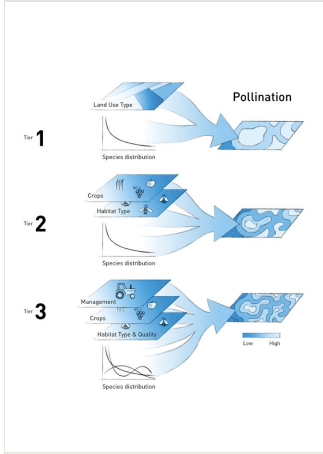 Pollination
Land Use Type
Tier 1
Species distribution
Crops
Habitat Type
Tier 2
Species distribution
Management
Tier 3
Crops
Habitat Type & Quality
Low High
Species distribution